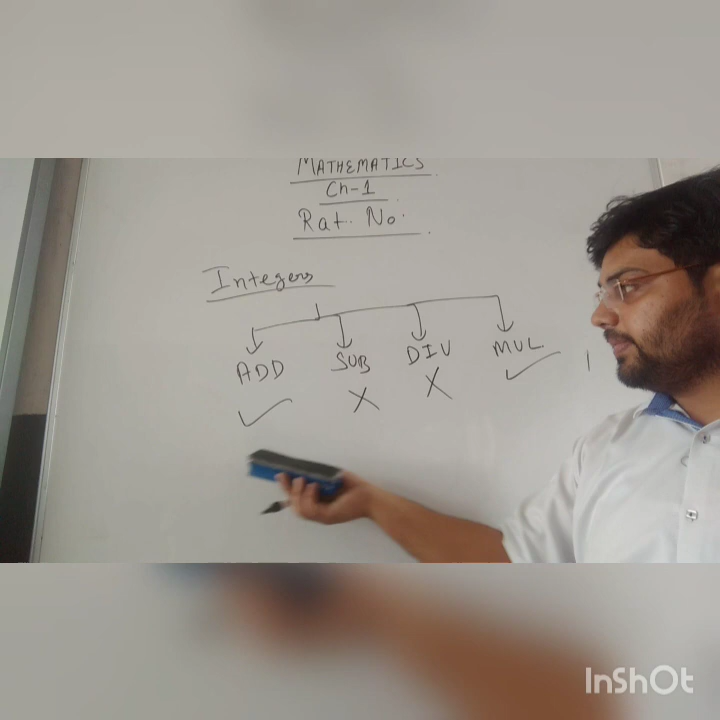 MATHEMATICS
Ch-1
Rat. No.
Integers
ADD SUB DIV MUL
InShOt